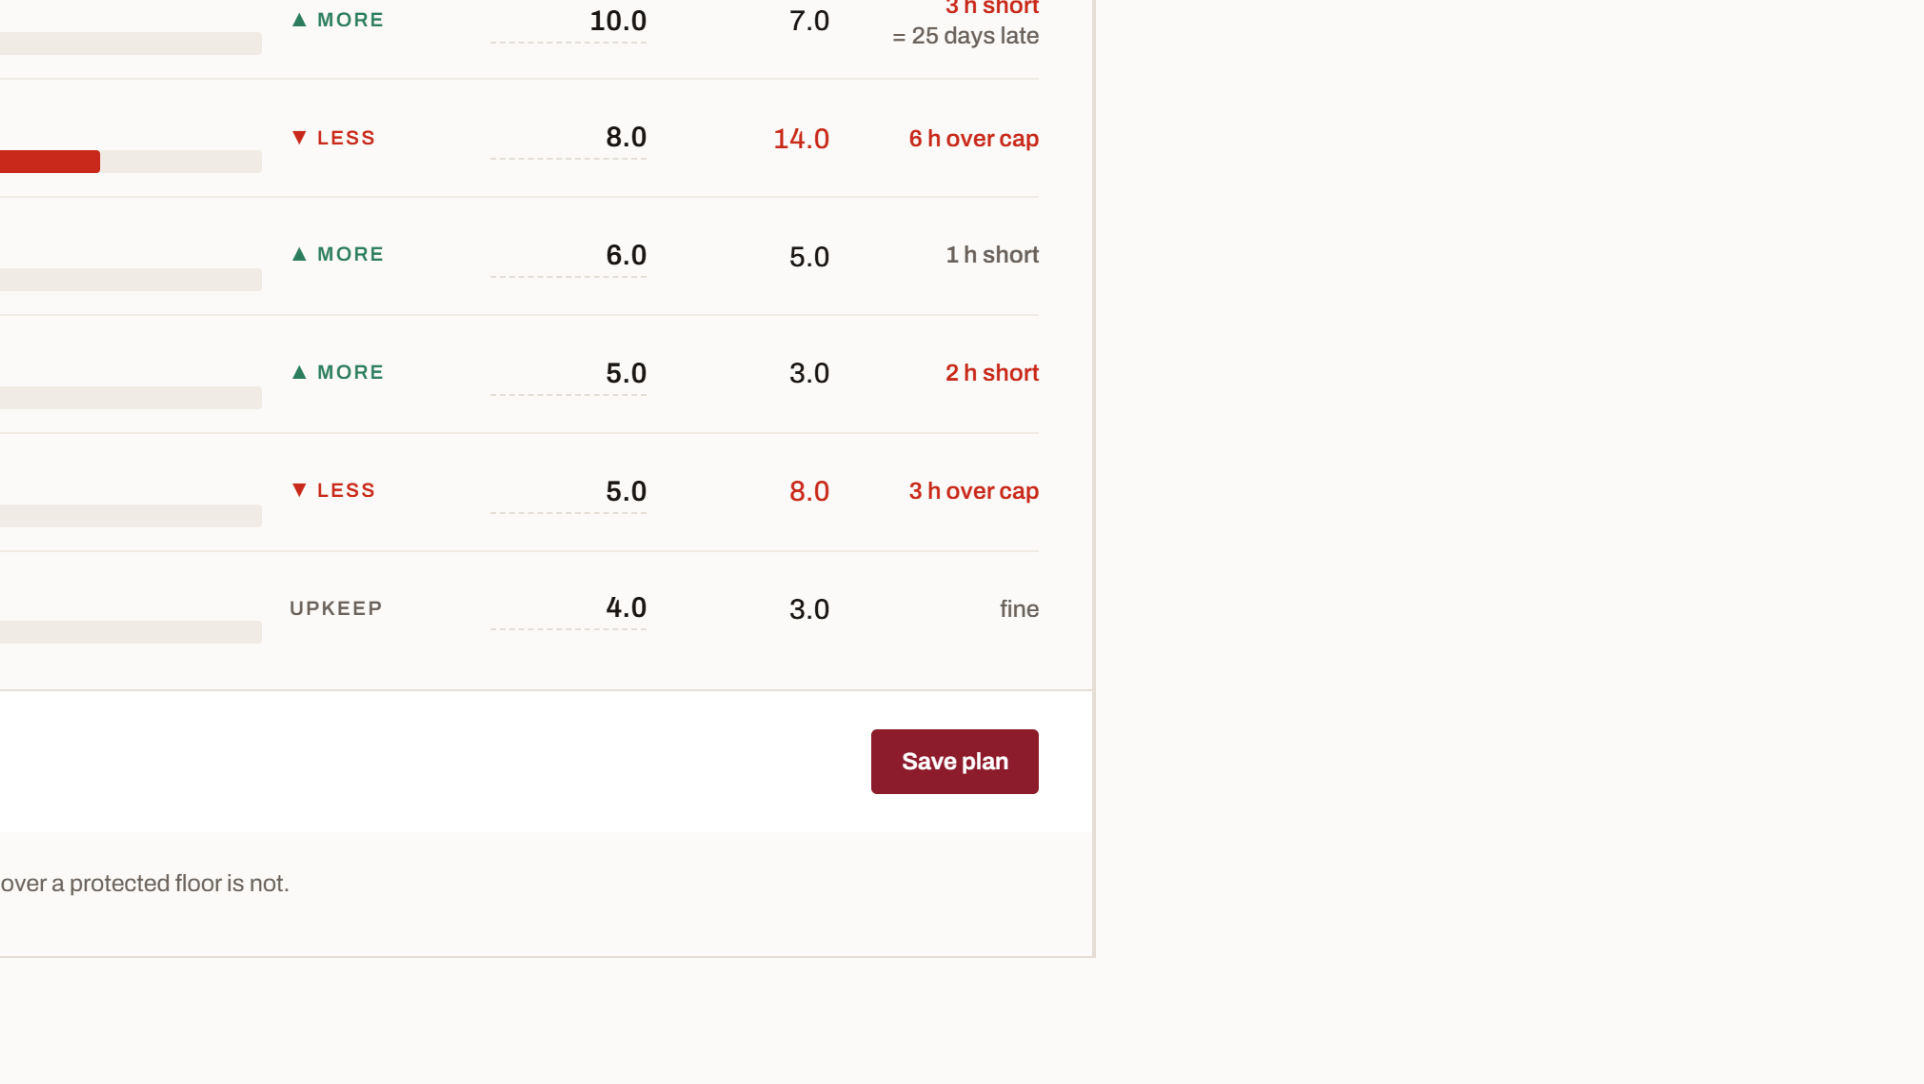 3 h short
▲ MORE 10.0 7.0
= 25 days late
▼ LESS 8.0 14.0 6 h over cap
▲ MORE 6.0 5.0 1 h short
▲ MORE 5.0 3.0 2 h short
▼ LESS 5.0 8.0 3 h over cap
UPKEEP 4.0 3.0 fine
Save plan
over a protected floor is not.